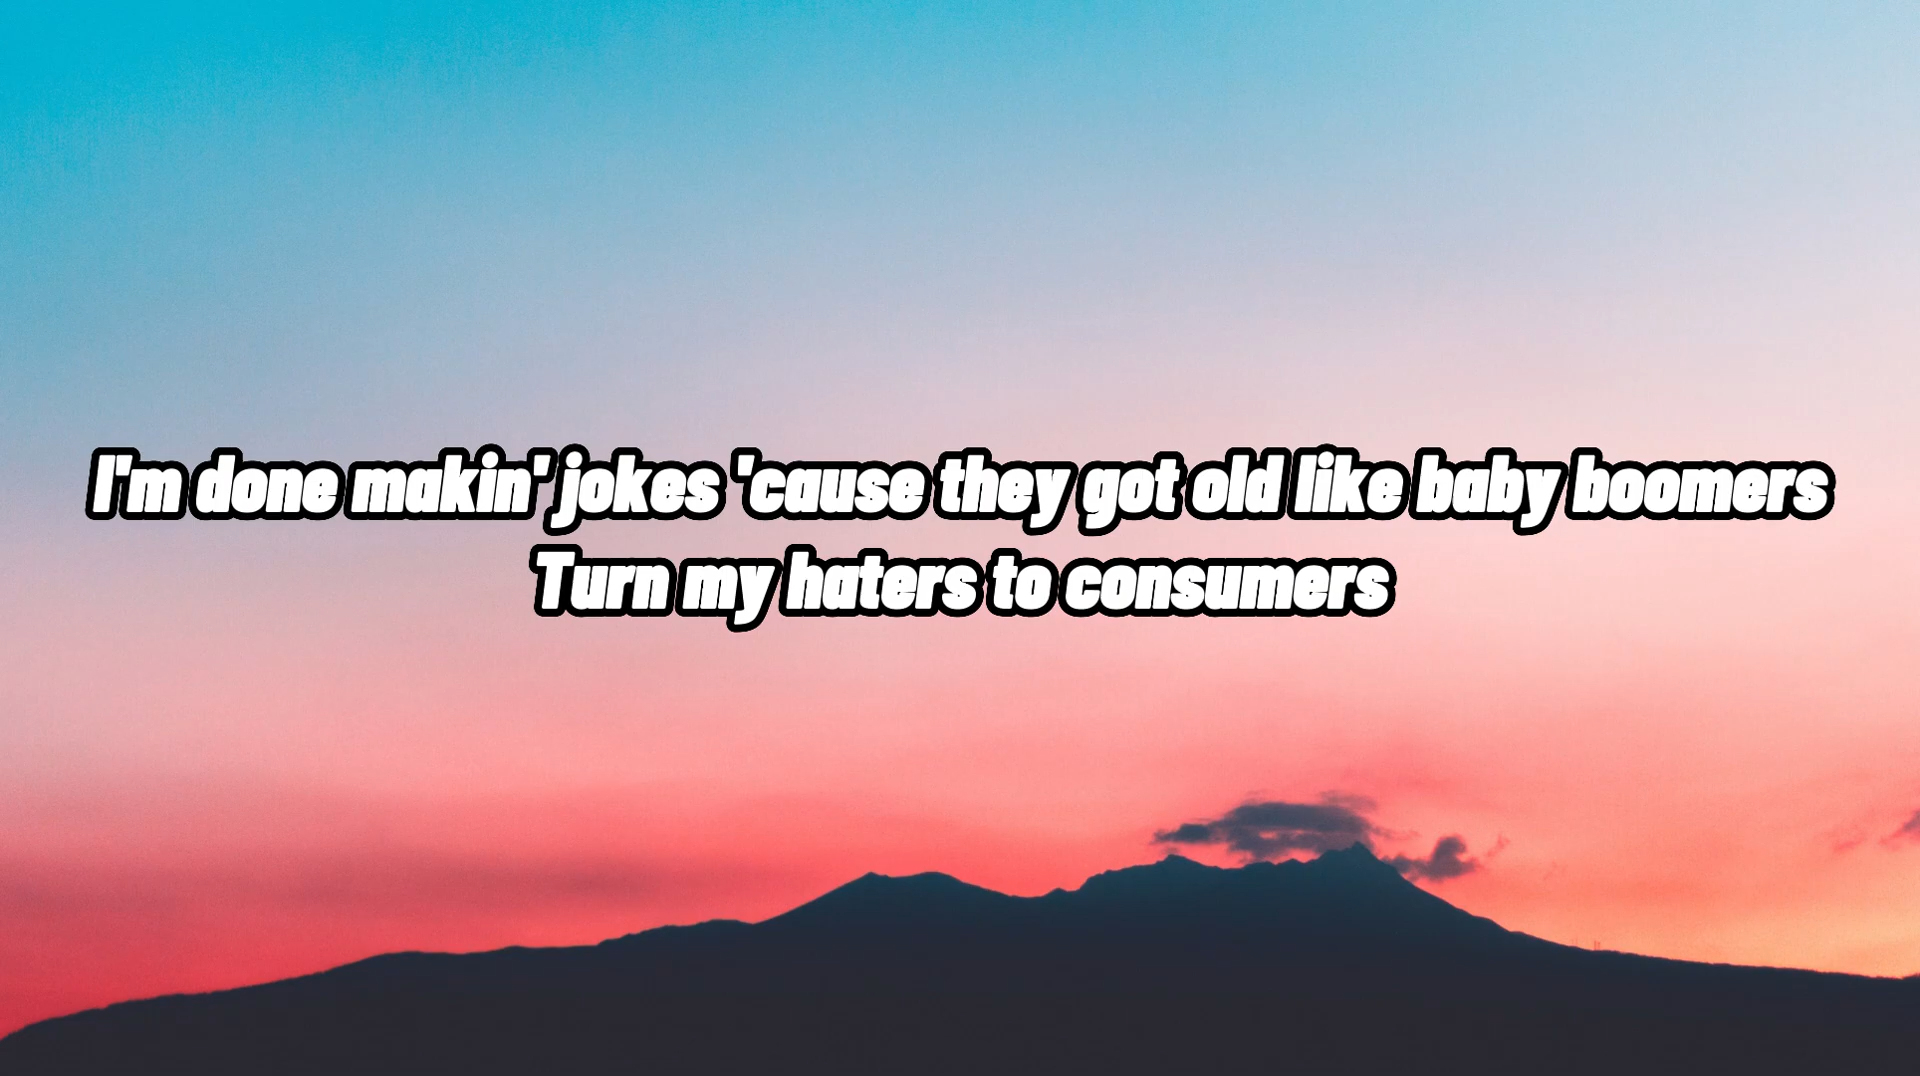 I'm done makin' jokes 'cause they got old like baby boomers
Turn my haters to consumers